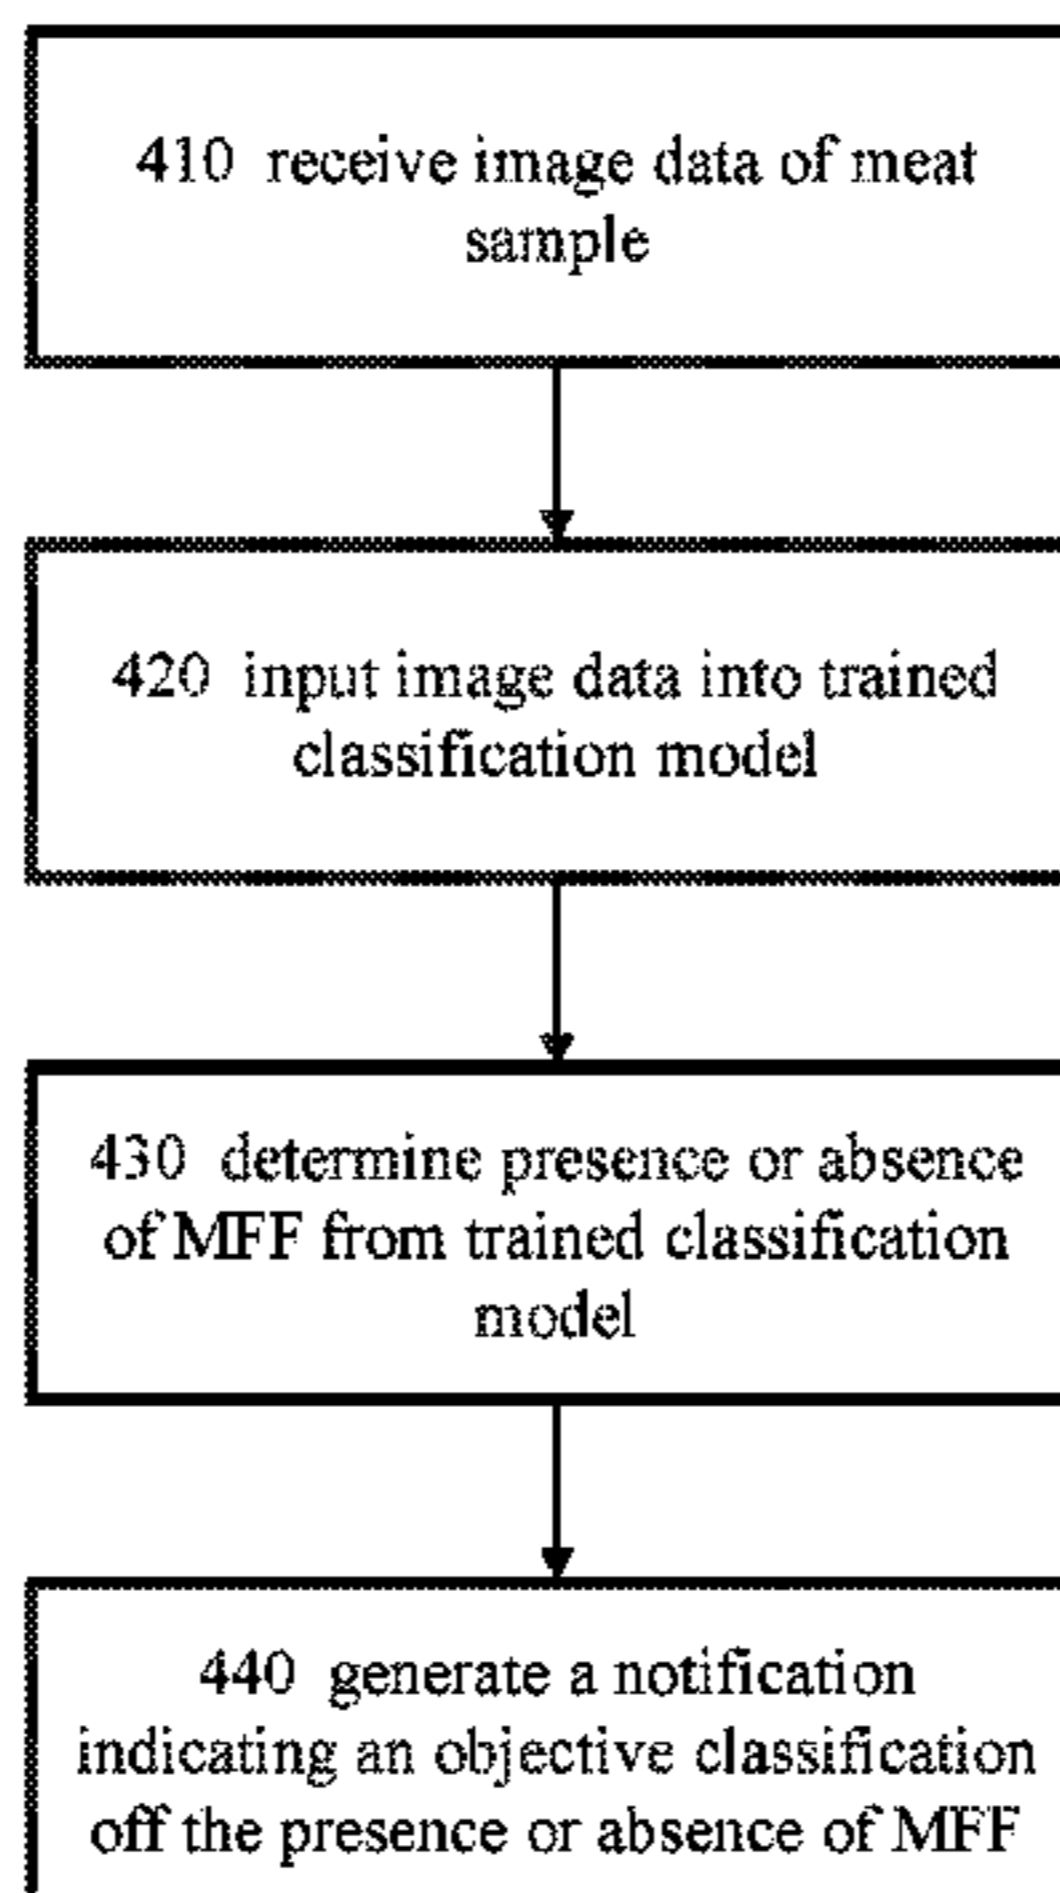 410 receive image data of meat
sample
420 input image data into trained
classification model
430 determine presence or absence
of MFF from trained classification
model
440 generate a notification
indicating an objective classification
off the presence or absence of MFF